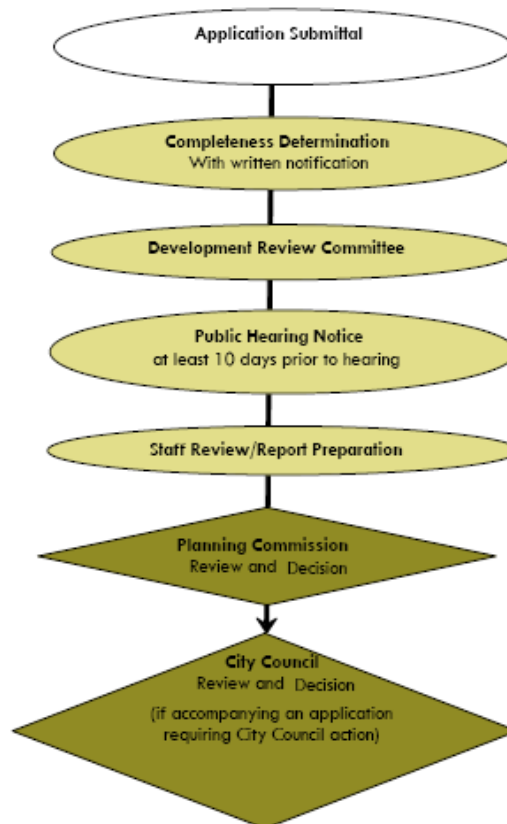 Application Submittal
Completeness Determination
With written notification
Development Review Committee
Public Hearing Notice
at least 10 days prior to hearing
Staff Review/Report Preparation
Planning Commission
Review and Decision
City Council
Review and Decision
(if accompanying an application
requiring City Council action)